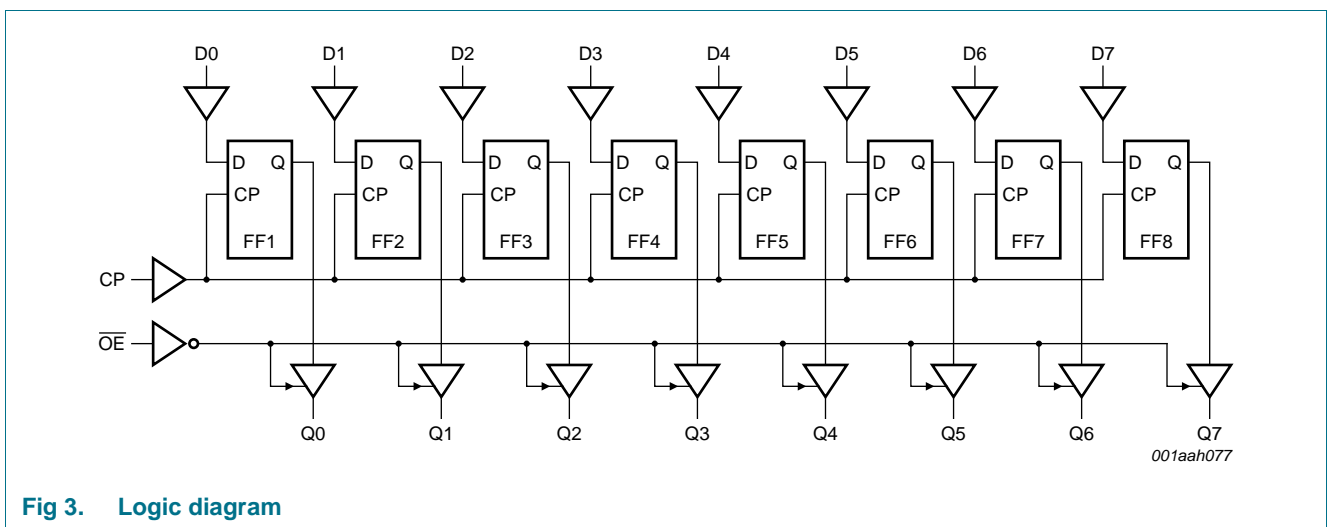 D0 D1 D2 D3 D4 D5 D6 D7
D Q D Q D Q D Q D Q D Q D Q D Q
CP CP CP CP CP CP CP CP
FF1 FF2 FF3 FF4 FF5 FF6 FF7 FF8
CP
OE
Q0 Q1 Q2 Q3 Q4 Q5 Q6 Q7
001aah077
Fig 3. Logic diagram